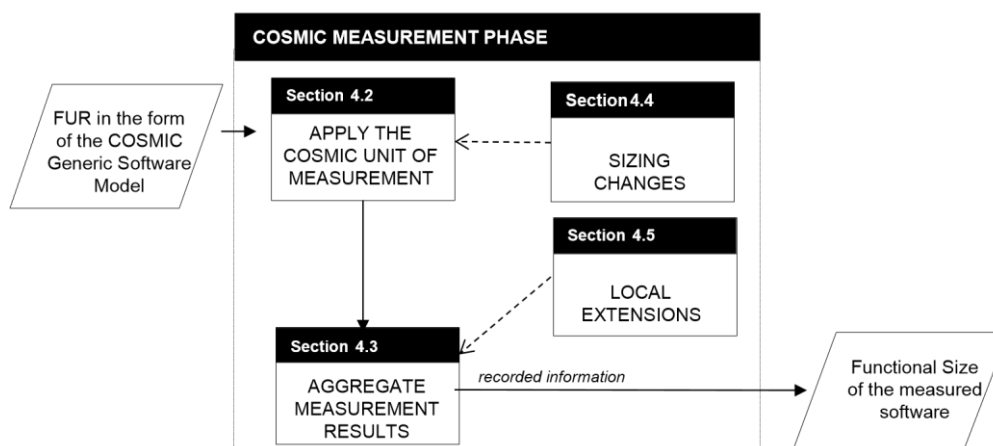 COSMIC MEASUREMENT PHASE
FUR in the form
of the COSMIC
Generic Software
Model
Section 4.2
APPLY THE
COSMIC UNIT OF
MEASUREMENT
Section 4.4
SIZING
CHANGES
Section 4.5
LOCAL
EXTENSIONS
Section 4.3
AGGREGATE
MEASUREMENT
RESULTS
recorded information
Functional Size
of the measured
software